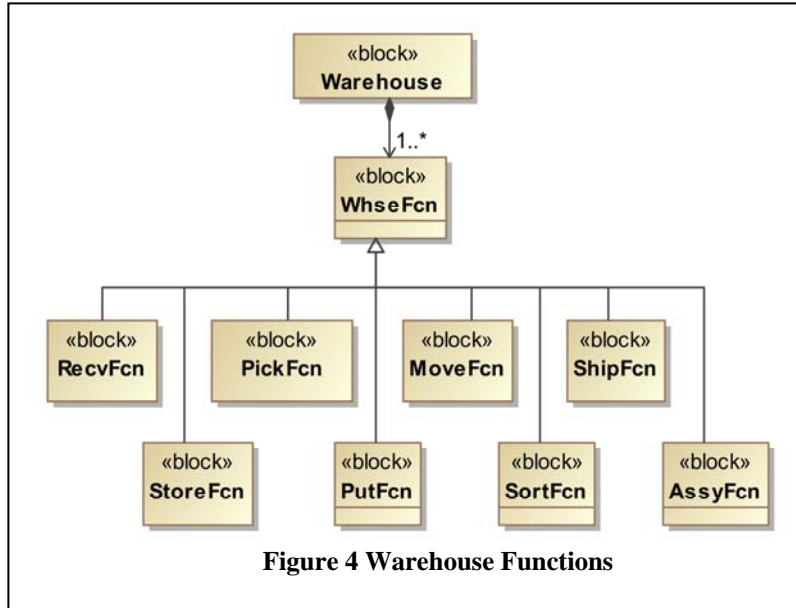 «block»
Warehouse
1..*
«block»
WhseFcn
«block»
RecvFcn
«block»
PickFcn
«block»
MoveFcn
«block»
ShipFcn
«block»
StoreFcn
«block»
PutFcn
«block»
SortFcn
«block»
AssyFcn
Figure 4 Warehouse Functions